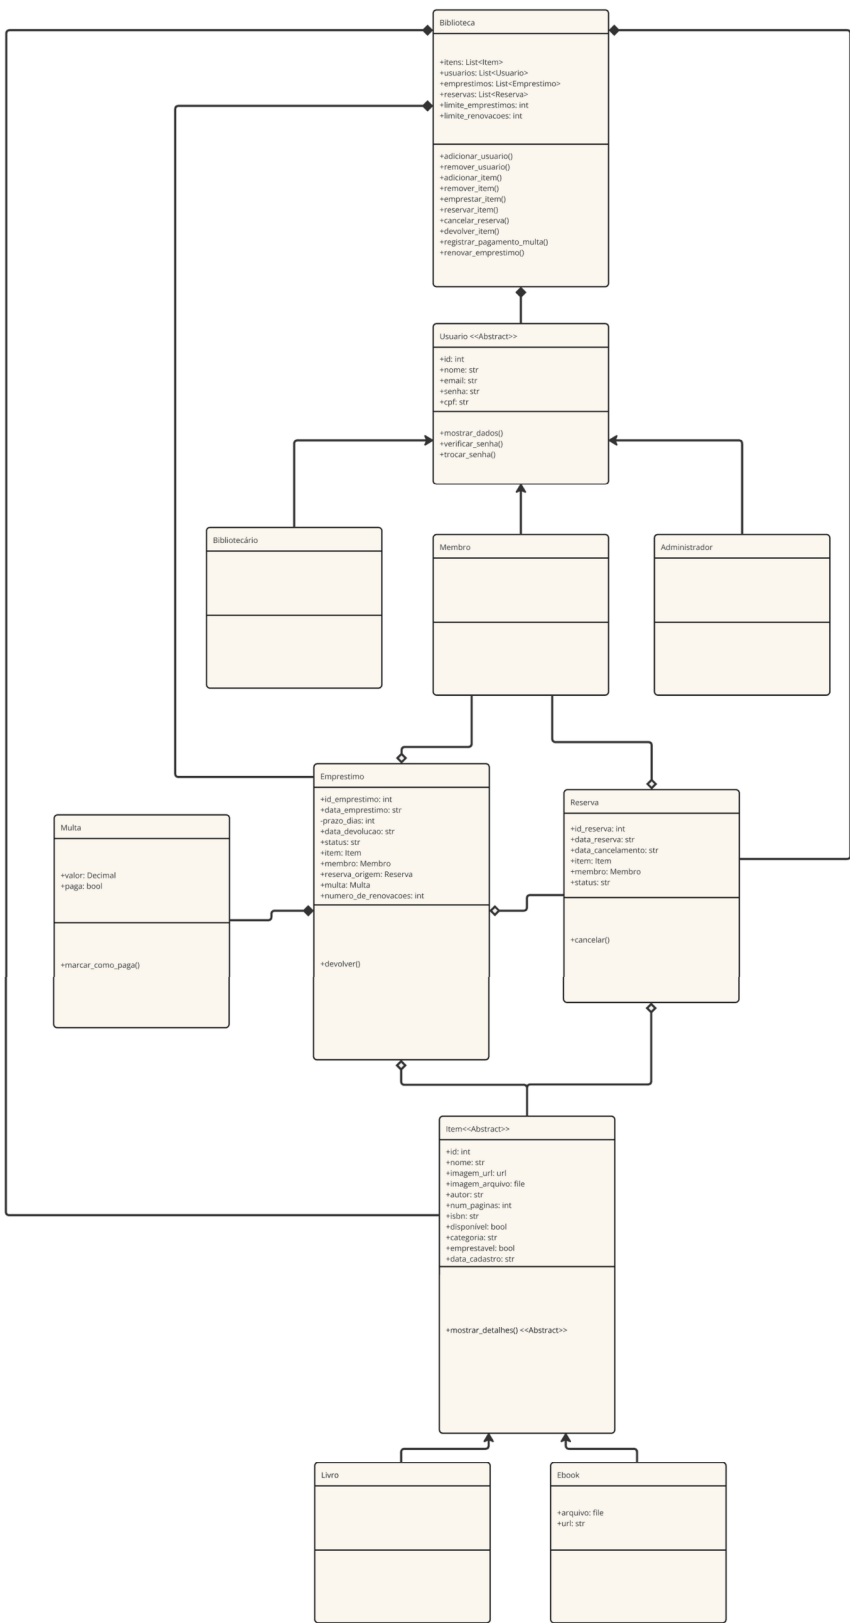 Biblioteca
+itens: List<Item>
+usuarios: List<Usuario>
+emprestimos: List<Emprestimo>
+reservas: List<Reserva>
+limite_emprestimos: int
+limite_renovacoes: int
+adicionar_usuario()
+remover_usuario()
+adicionar_item()
+remover_item()
+emprestar_item()
+reservar_item()
+cancelar_reserva()
+devolver_item()
+registrar_pagamento_multa()
+renovar_emprestimo()
Usuario <<Abstract>>
+id: int
+nome: str
+email: str
+senha: str
+cpf: str
+mostrar_dados()
+verificar_senha()
+trocar_senha()
Bibliotecário
Membro
Administrador
Emprestimo
+id_emprestimo: int
+data_emprestimo: str
-prazo_dias: int
+data_devolucao: str
+status: str
+item: Item
+membro: Membro
+reserva_origem: Reserva
+multa: Multa
+numero_de_renovacoes: int
+devolver()
Reserva
+id_reserva: int
+data_reserva: str
+data_cancelamento: str
+item: Item
+membro: Membro
+status: str
+cancelar()
Multa
+valor: Decimal
+paga: bool
+marcar_como_paga()
Item<<Abstract>>
+id: int
+nome: str
+imagem_url: url
+imagem_arquivo: file
+autor: str
+num_paginas: int
+isbn: str
+disponível: bool
+categoria: str
+emprestavel: bool
+data_cadastro: str
+mostrar_detalhes() <<Abstract>>
Livro
Ebook
+arquivo: file
+url: str